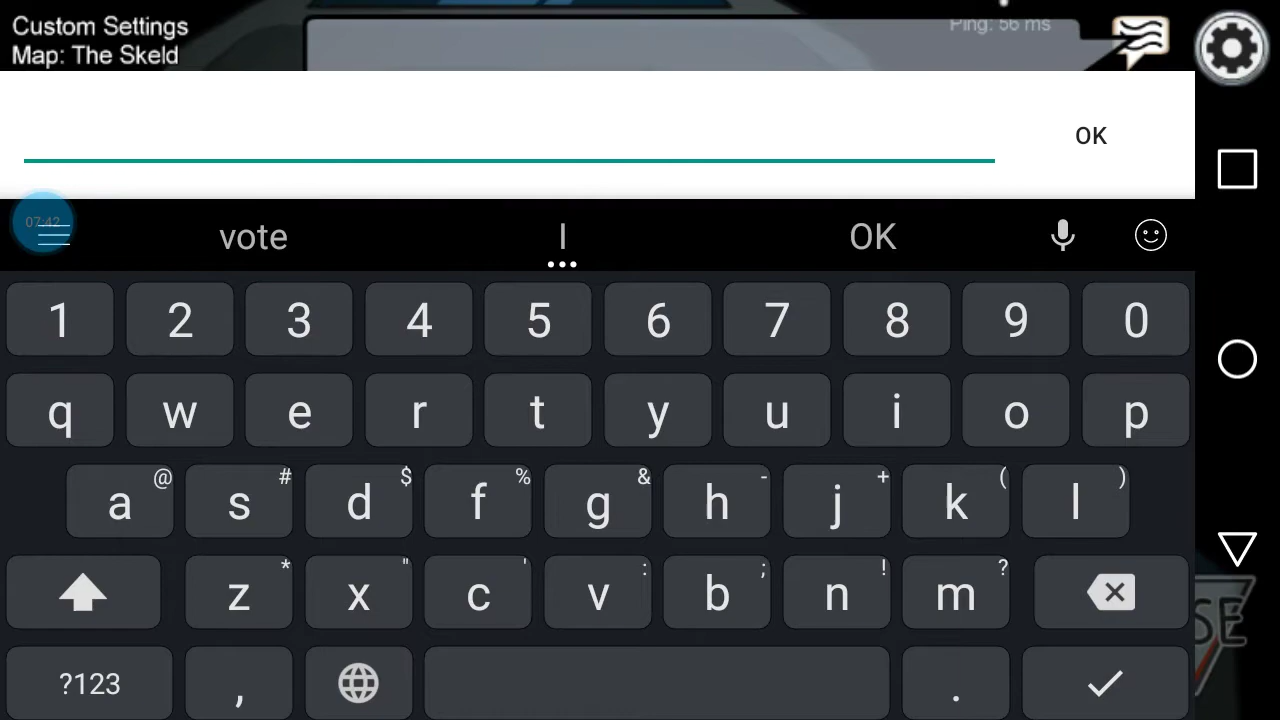 Custom Settings
Map: The Skeld
Ping: 56 ms
OK
07:42
vote I OK
1 2 3 4 5 6 7 8 9 0
q w e r t y u i o p
@ # $ % & - + ( )
a s d f g h j k l
* " ' : ; ! ?
z x c v b n m
?123 , .
SE